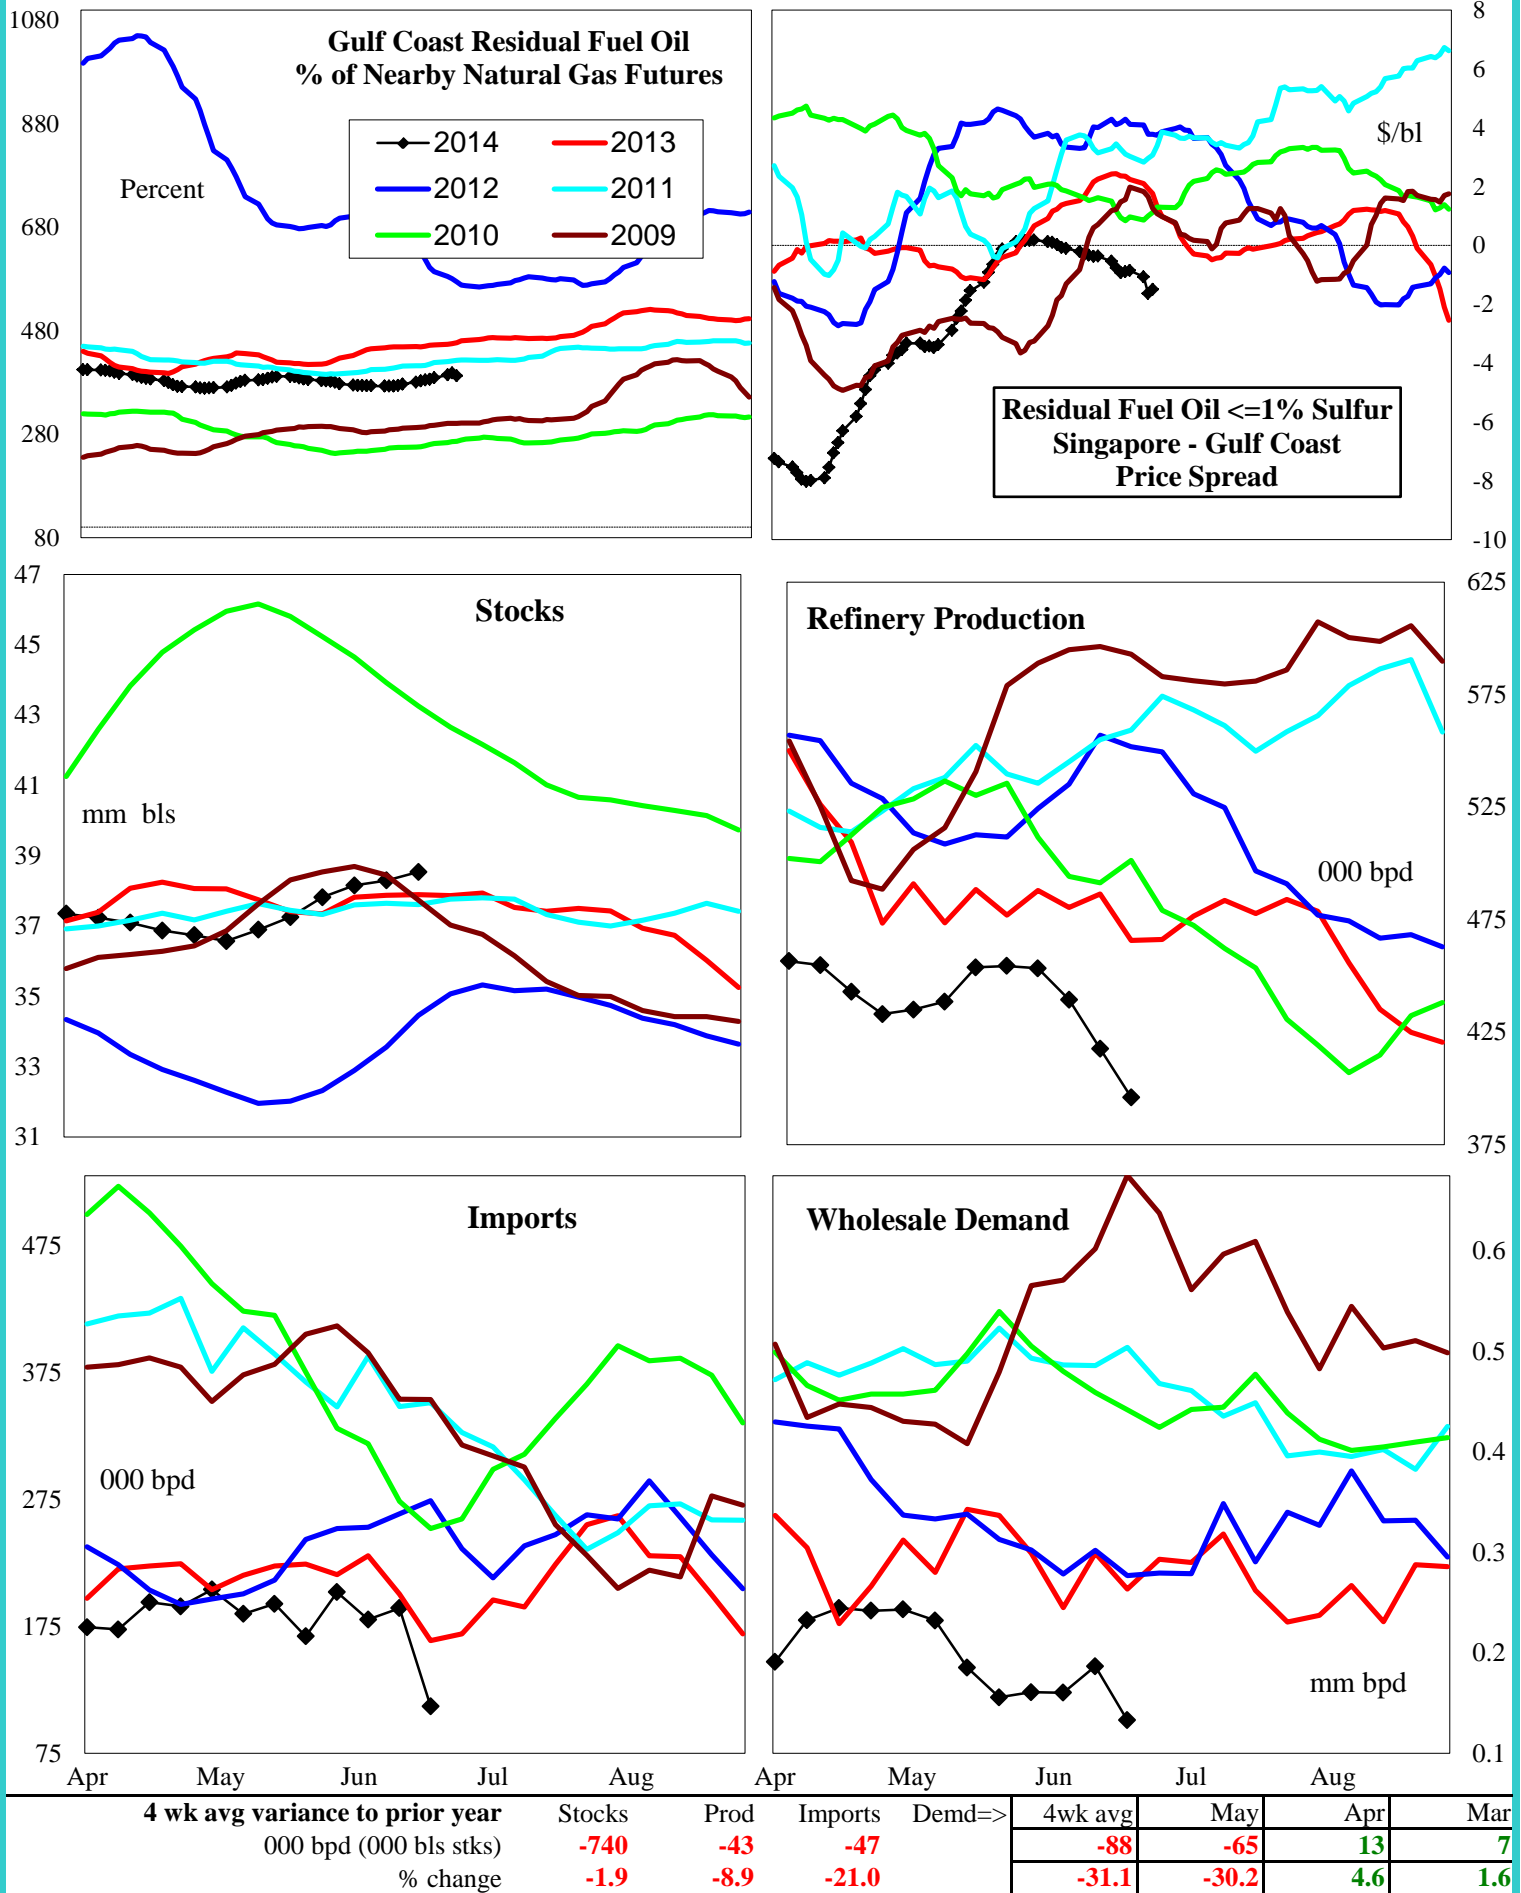 1080
880
680
480
280
80
Gulf Coast Residual Fuel Oil
% of Nearby Natural Gas Futures
Percent
2014 2013
2012 2011
2010 2009
8
6
4
2
0
-2
-4
-6
-8
-10
$/bl
Residual Fuel Oil <=1% Sulfur
Singapore - Gulf Coast
Price Spread
47
45
43
41
39
37
35
33
31
Stocks
mm bls
625
575
525
475
425
375
Refinery Production
000 bpd
475
375
275
175
75
Imports
000 bpd
Apr May Jun Jul Aug
0.6
0.5
0.4
0.3
0.2
0.1
Wholesale Demand
mm bpd
Apr May Jun Jul Aug
4 wk avg variance to prior year Stocks Prod Imports Demd=> 4wk avg May Apr Mar
000 bpd (000 bls stks) -740 -43 -47 -88 -65 13 7
% change -1.9 -8.9 -21.0 -31.1 -30.2 4.6 1.6